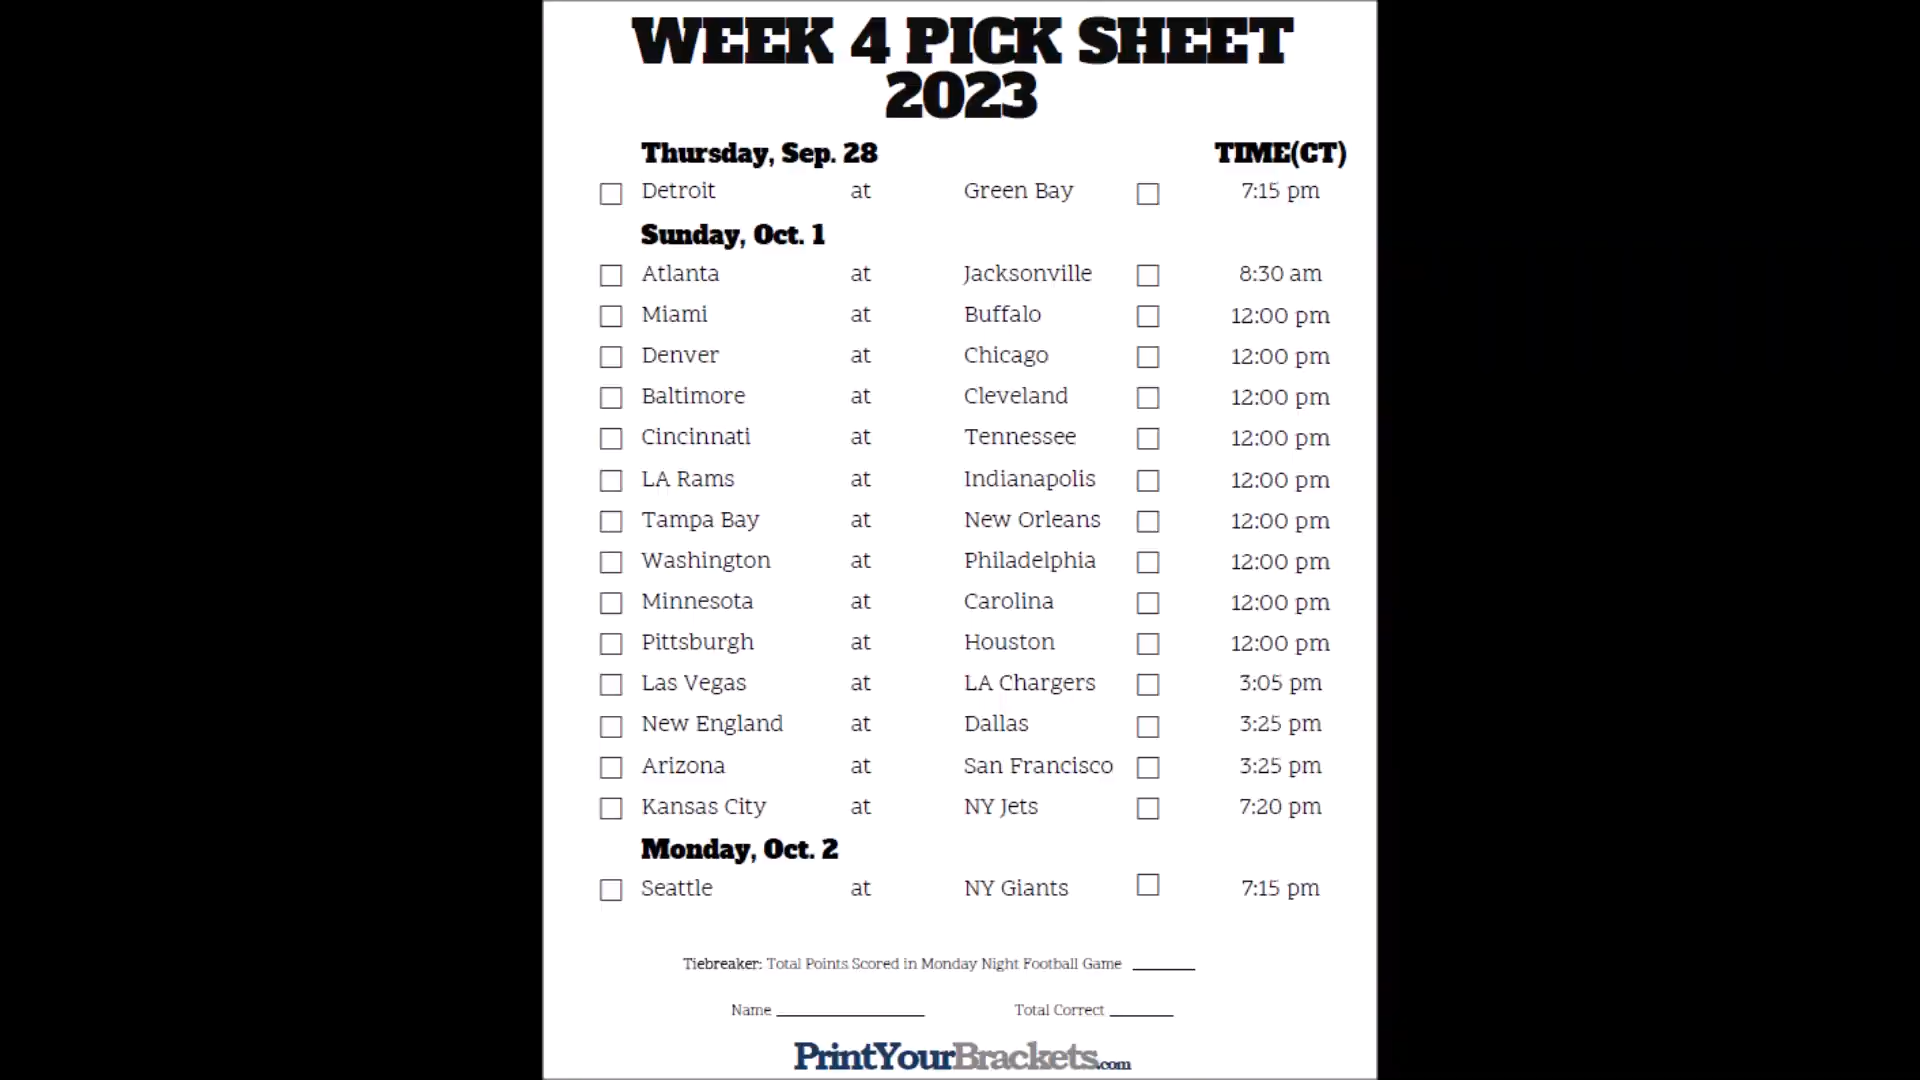 WEEK 4 PICK SHEET
2023
Thursday, Sep. 28 TIME(CT)
Detroit at Green Bay 7:15 pm
Sunday, Oct. 1
Atlanta at Jacksonville 8:30 am
Miami at Buffalo 12:00 pm
Denver at Chicago 12:00 pm
Baltimore at Cleveland 12:00 pm
Cincinnati at Tennessee 12:00 pm
LA Rams at Indianapolis 12:00 pm
Tampa Bay at New Orleans 12:00 pm
Washington at Philadelphia 12:00 pm
Minnesota at Carolina 12:00 pm
Pittsburgh at Houston 12:00 pm
Las Vegas at LA Chargers 3:05 pm
New England at Dallas 3:25 pm
Arizona at San Francisco 3:25 pm
Kansas City at NY Jets 7:20 pm
Monday, Oct. 2
Seattle at NY Giants 7:15 pm
Tiebreaker: Total Points Scored in Monday Night Football Game
Name Total Correct
PrintYourBrackets.com